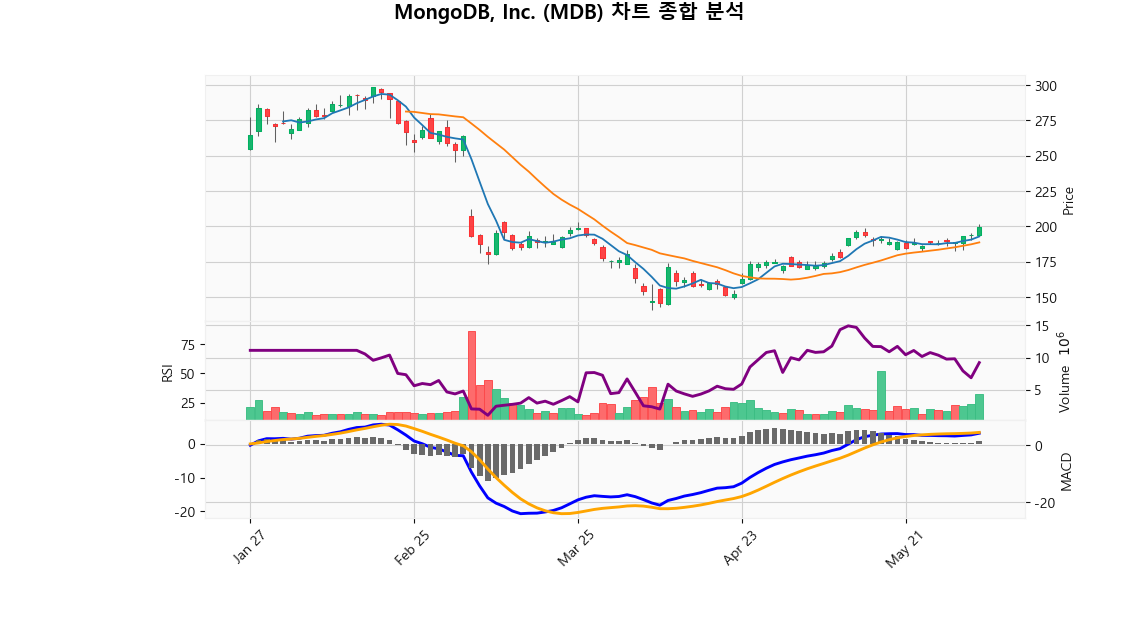 MongoDB, Inc. (MDB) 차트 종합 분석
300
275
250
225
200
175
150
Price
75
50
25
RSI
15
10
5
Volume 10^6
0
-10
-20
0
-20
MACD
Jan 27
Feb 25
Mar 25
Apr 23
May 21